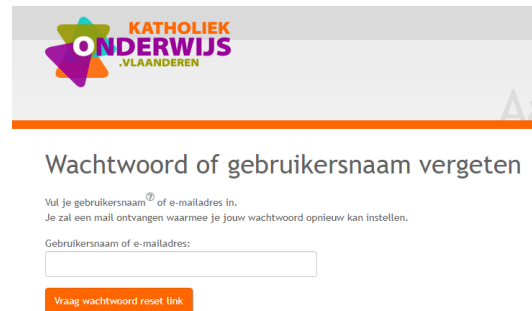 KATHOLIEK
ONDERWIJS
.VLAANDEREN
Wachtwoord of gebruikersnaam vergeten
Vul je gebruikersnaam? of e-mailadres in.
Je zal een mail ontvangen waarmee je jouw wachtwoord opnieuw kan instellen.
Gebruikersnaam of e-mailadres:
Vraag wachtwoord reset link